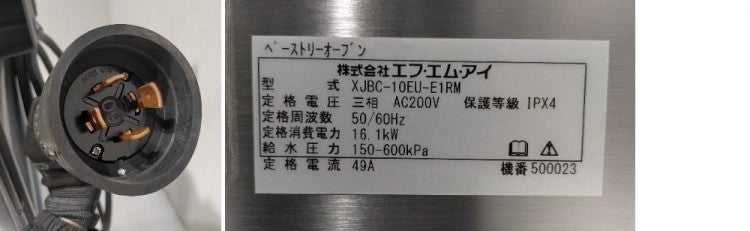 ペーストリーオーブン
株式会社エフ・エム・アイ
型 式 XJBC-10EU-E1RM
定格電圧 三相 AC200V 保護等級 IPX4
定格周波数 50/60Hz
定格消費電力 16.1kW
給水圧力 150-600kPa
定格電流 49A 機番 500023